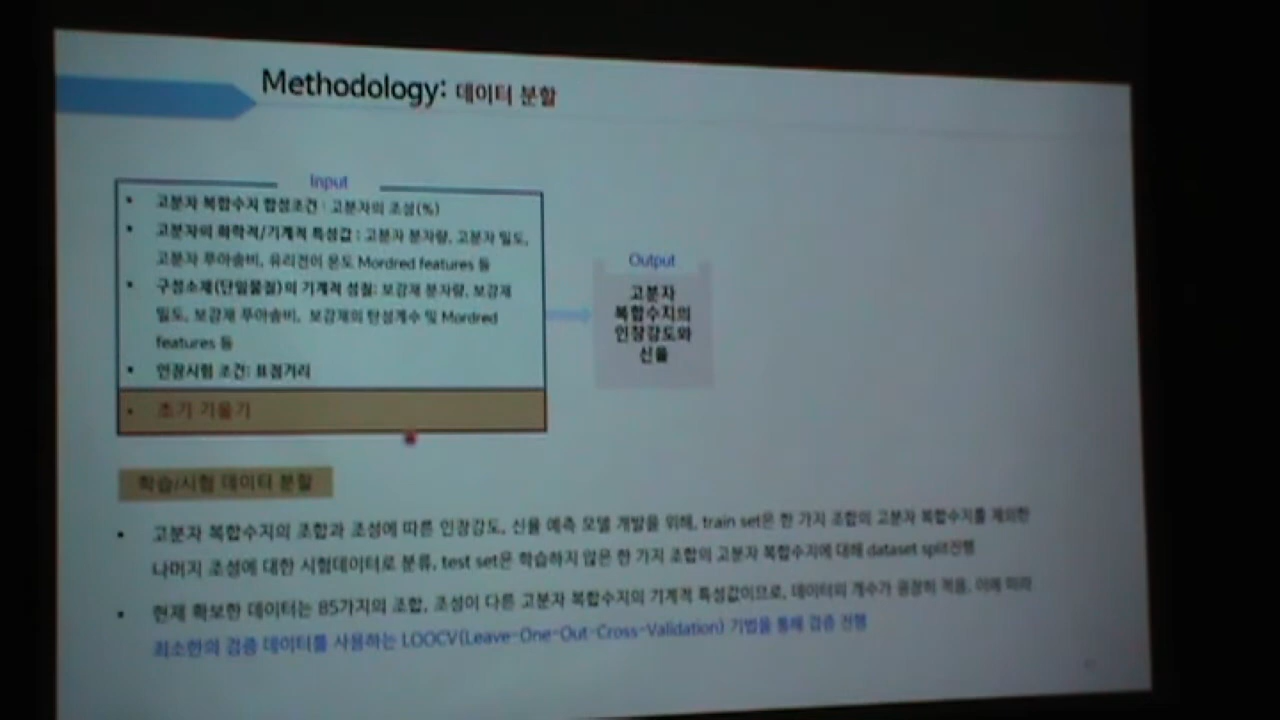 Methodology: 데이터 분할
Input
• 고분자 복합수지 합성조건 : 고분자의 조성(%)
• 고분자의 화학적/기계적 특성값 : 고분자 분자량, 고분자 밀도,
고분자 푸아송비, 유리전이 온도 Mordred features 등
• 구성소재(단일물질)의 기계적 성질: 보강재 분자량, 보강재
밀도, 보강재 푸아송비, 보강재의 탄성계수 및 Mordred
features 등
• 인장시험 조건: 표점거리
• 초기 기울기
Output
고분자
복합수지의
인장강도와
신율
학습/시험 데이터 분할
• 고분자 복합수지의 조합과 조성에 따른 인장강도, 신율 예측 모델 개발을 위해, train set은 한 가지 조합의 고분자 복합수지를 제외한
나머지 조성에 대한 시험데이터로 분류, test set은 학습하지 않은 한 가지 조합의 고분자 복합수지에 대해 dataset split진행
• 현재 확보한 데이터는 85가지의 조합, 조성이 다른 고분자 복합수지의 기계적 특성값이므로, 데이터의 개수가 굉장히 적음, 이에 따라
최소한의 검증 데이터를 사용하는 LOOCV(Leave-One-Out-Cross-Validation) 기법을 통해 검증 진행